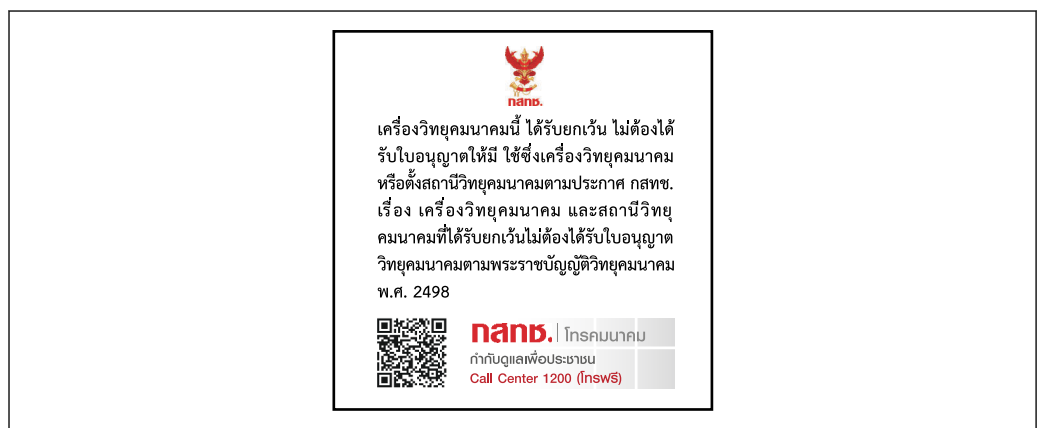 กสทช.
เครื่องวิทยุคมนาคมนี้ ได้รับยกเว้น ไม่ต้องได้
รับใบอนุญาตให้มี ใช้ซึ่งเครื่องวิทยุคมนาคม
หรือตั้งสถานีวิทยุคมนาคมตามประกาศ กสทช.
เรื่อง เครื่องวิทยุคมนาคม และสถานีวิทยุ
คมนาคมที่ได้รับยกเว้นไม่ต้องได้รับใบอนุญาต
วิทยุคมนาคมตามพระราชบัญญัติวิทยุคมนาคม
พ.ศ. 2498
กสทช. | โทรคมนาคม
กำกับดูแลเพื่อประชาชน
Call Center 1200 (โทรฟรี)